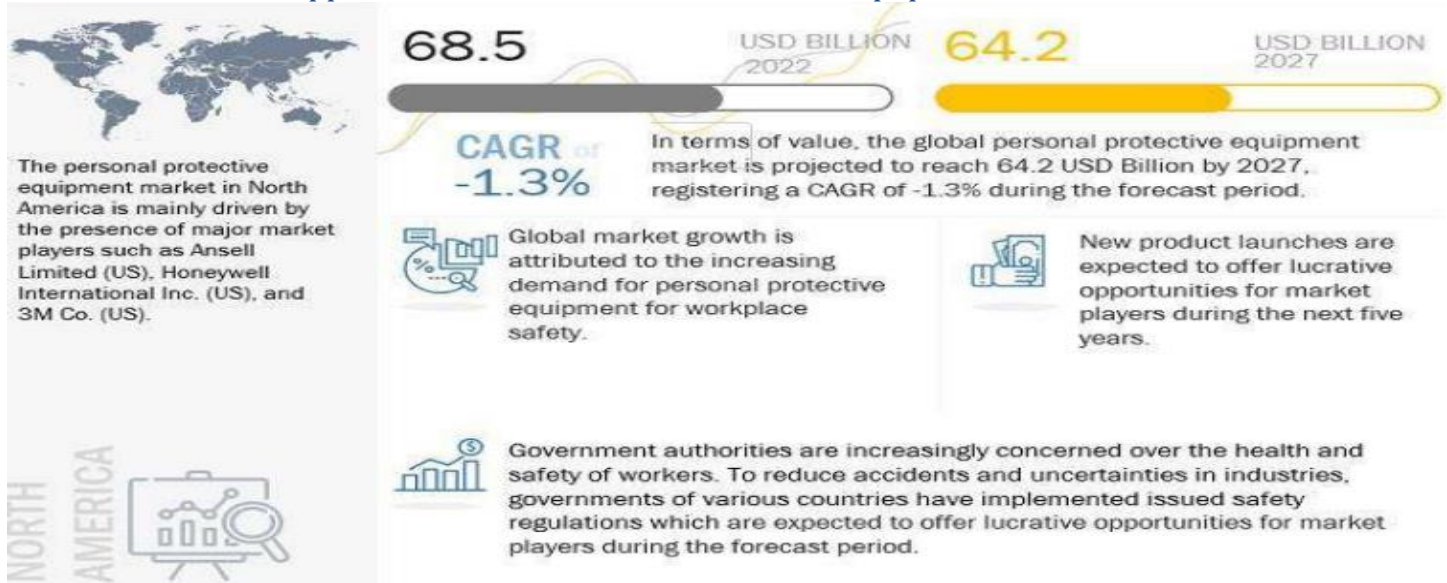 68.5
USD BILLION
2022
64.2
USD BILLION
2027
CAGR of
-1.3%
In terms of value, the global personal protective equipment
market is projected to reach 64.2 USD Billion by 2027,
registering a CAGR of -1.3% during the forecast period.
The personal protective
equipment market in North
America is mainly driven by
the presence of major market
players such as Ansell
Limited (US), Honeywell
International Inc. (US), and
3M Co. (US).
Global market growth is
attributed to the increasing
demand for personal protective
equipment for workplace
safety.
New product launches are
expected to offer lucrative
opportunities for market
players during the next five
years.
Government authorities are increasingly concerned over the health and
safety of workers. To reduce accidents and uncertainties in industries,
governments of various countries have implemented issued safety
regulations which are expected to offer lucrative opportunities for market
players during the forecast period.
NORTH
AMERICA